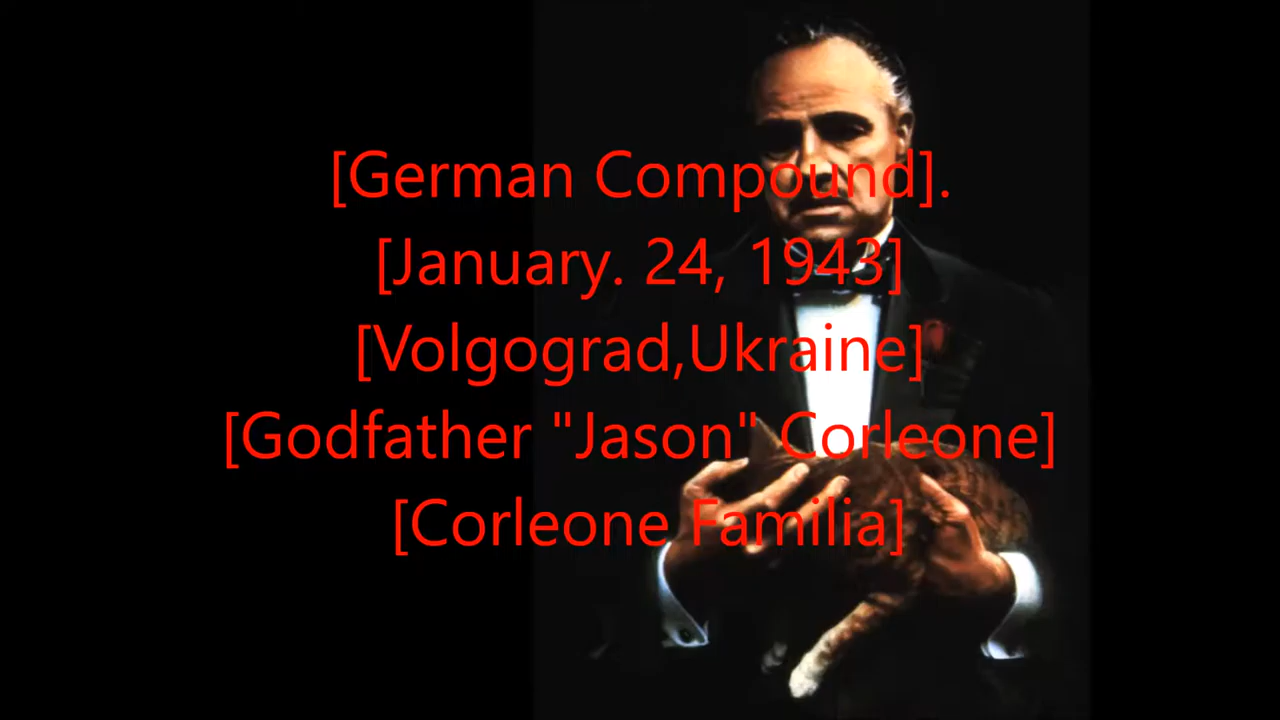 [German Compound].
[January. 24, 1943]
[Volgograd,Ukraine]
[Godfather "Jason" Corleone]
[Corleone Familia]